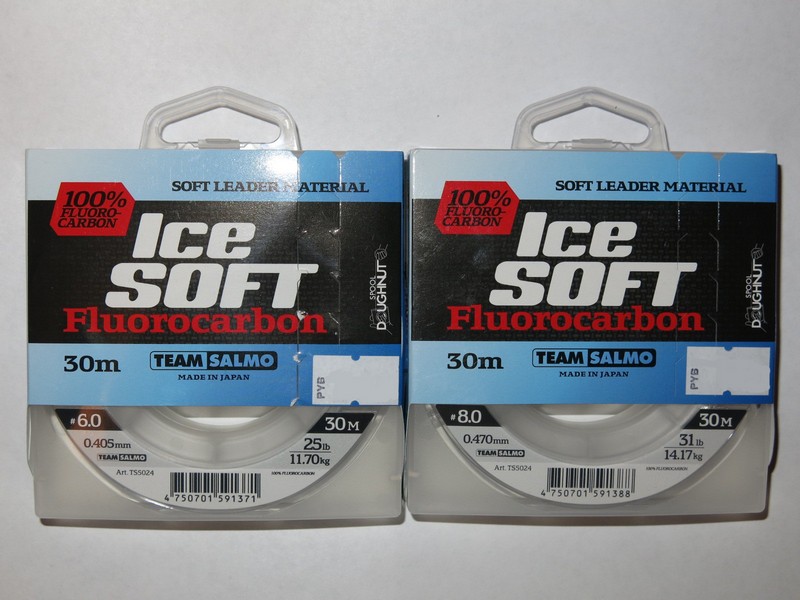 SOFT LEADER MATERIAL
100%
FLUORO-
CARBON
Ice
SOFT
Fluorocarbon
SPOOL
DOUGHNUT
30m
TEAM SALMO
MADE IN JAPAN
РУБ
#6.0
30M
0.405mm
25lb
TEAM SALMO
11.70kg
Art. TS5024
100% FLUOROCARBON
4 750701 591371
SOFT LEADER MATERIAL
100%
FLUORO-
CARBON
Ice
SOFT
Fluorocarbon
SPOOL
DOUGHNUT
30m
TEAM SALMO
MADE IN JAPAN
РУБ
#8.0
30M
0.470mm
31lb
TEAM SALMO
14.17kg
Art. TS5024
100% FLUOROCARBON
4 750701 591388